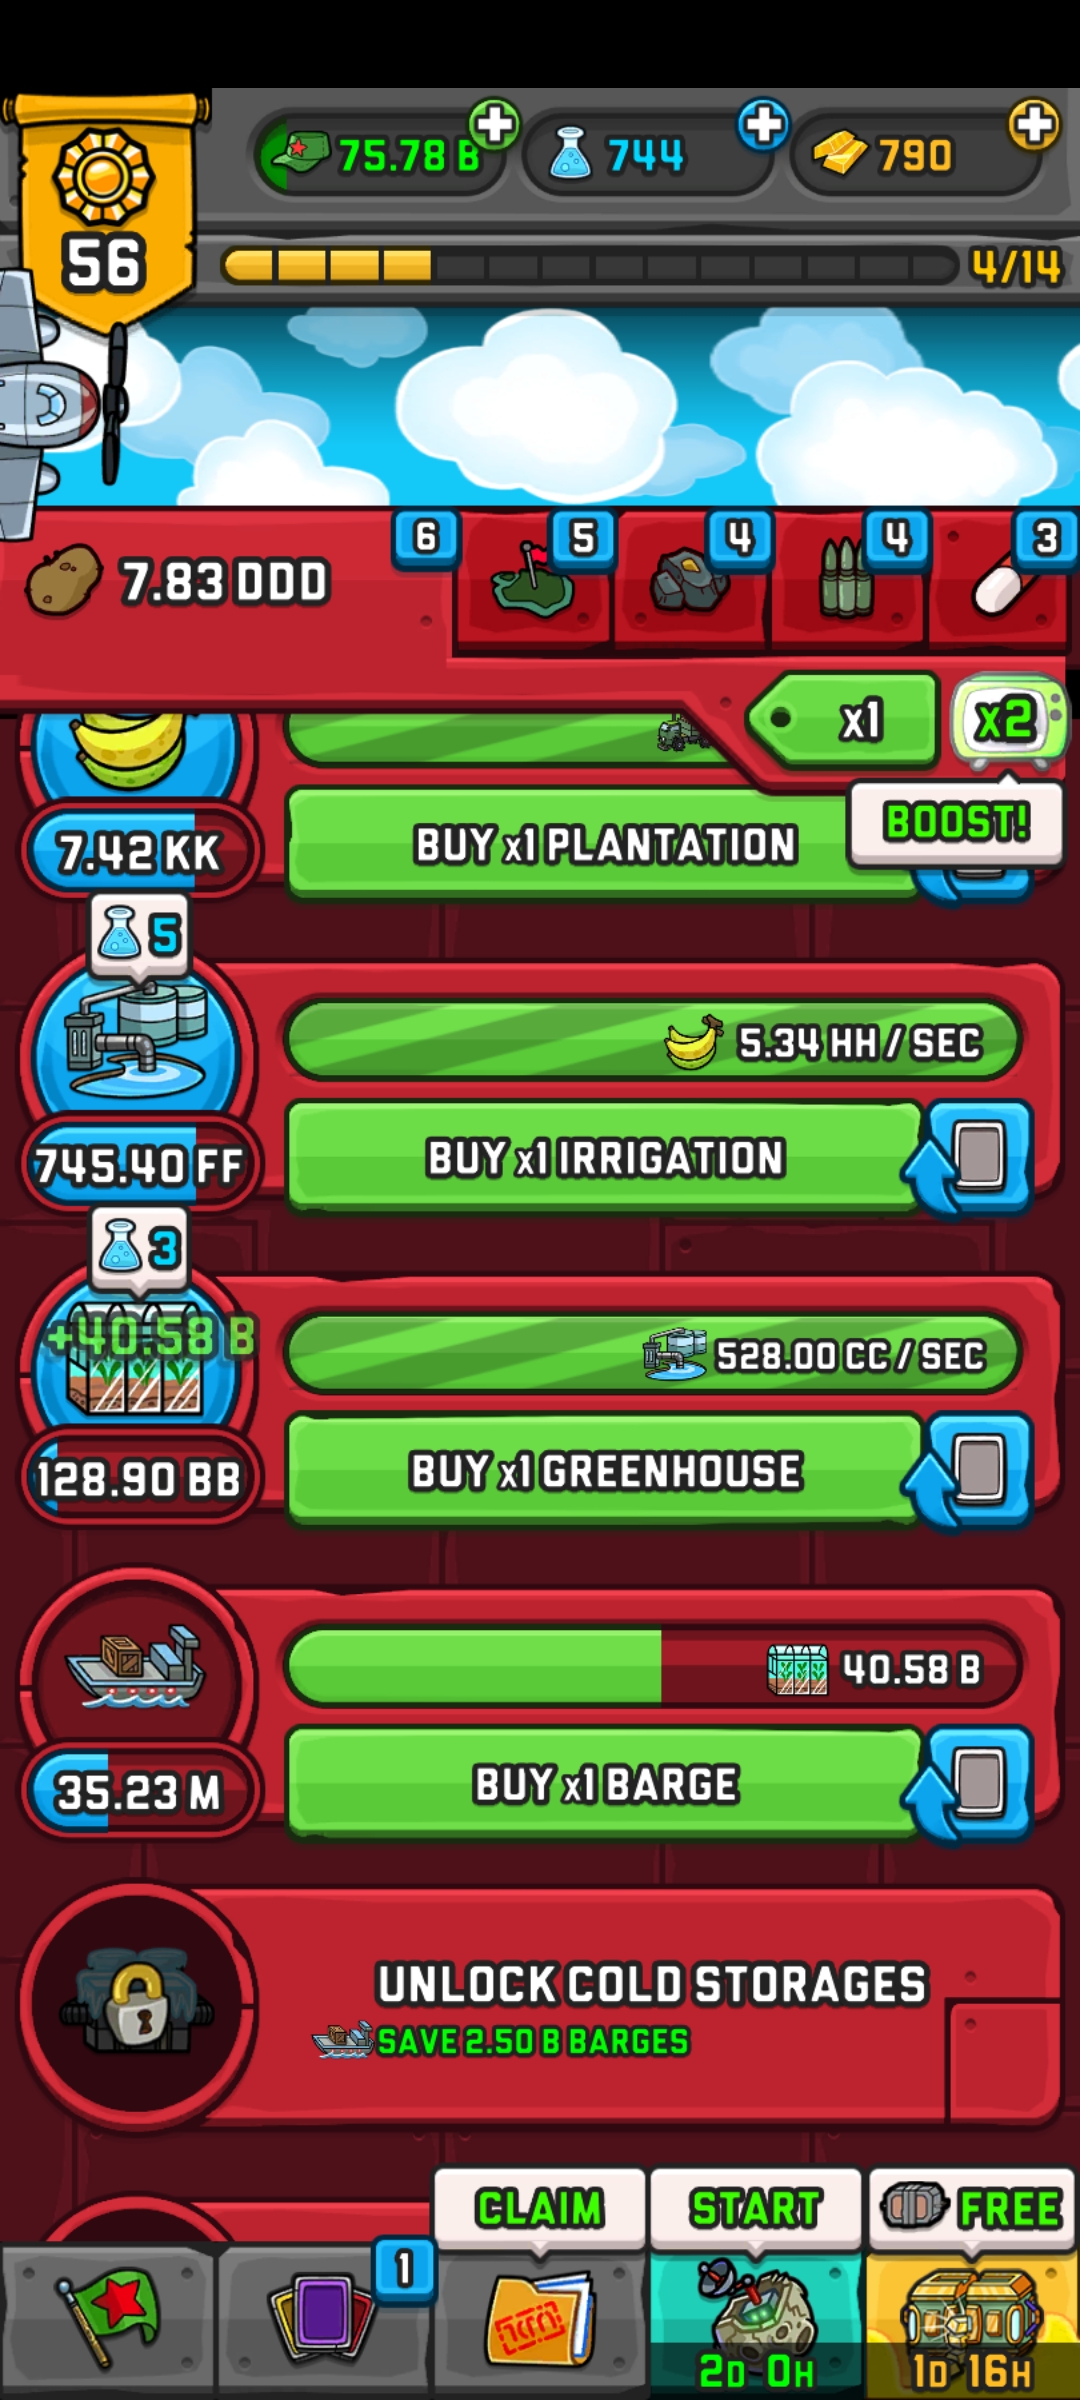 56
75.78 B
744
790
4/14
7.83 DDD
6
5
4
4
3
x1
x2
BOOST!
7.42 KK
BUY x1 PLANTATION
5
5.34 HH / SEC
745.40 FF
BUY x1 IRRIGATION
3
+40.58 B
528.00 CC / SEC
128.90 BB
BUY x1 GREENHOUSE
40.58 B
35.23 M
BUY x1 BARGE
UNLOCK COLD STORAGES
SAVE 2.50 B BARGES
CLAIM
START
FREE
1
2D 0H
1D 16H